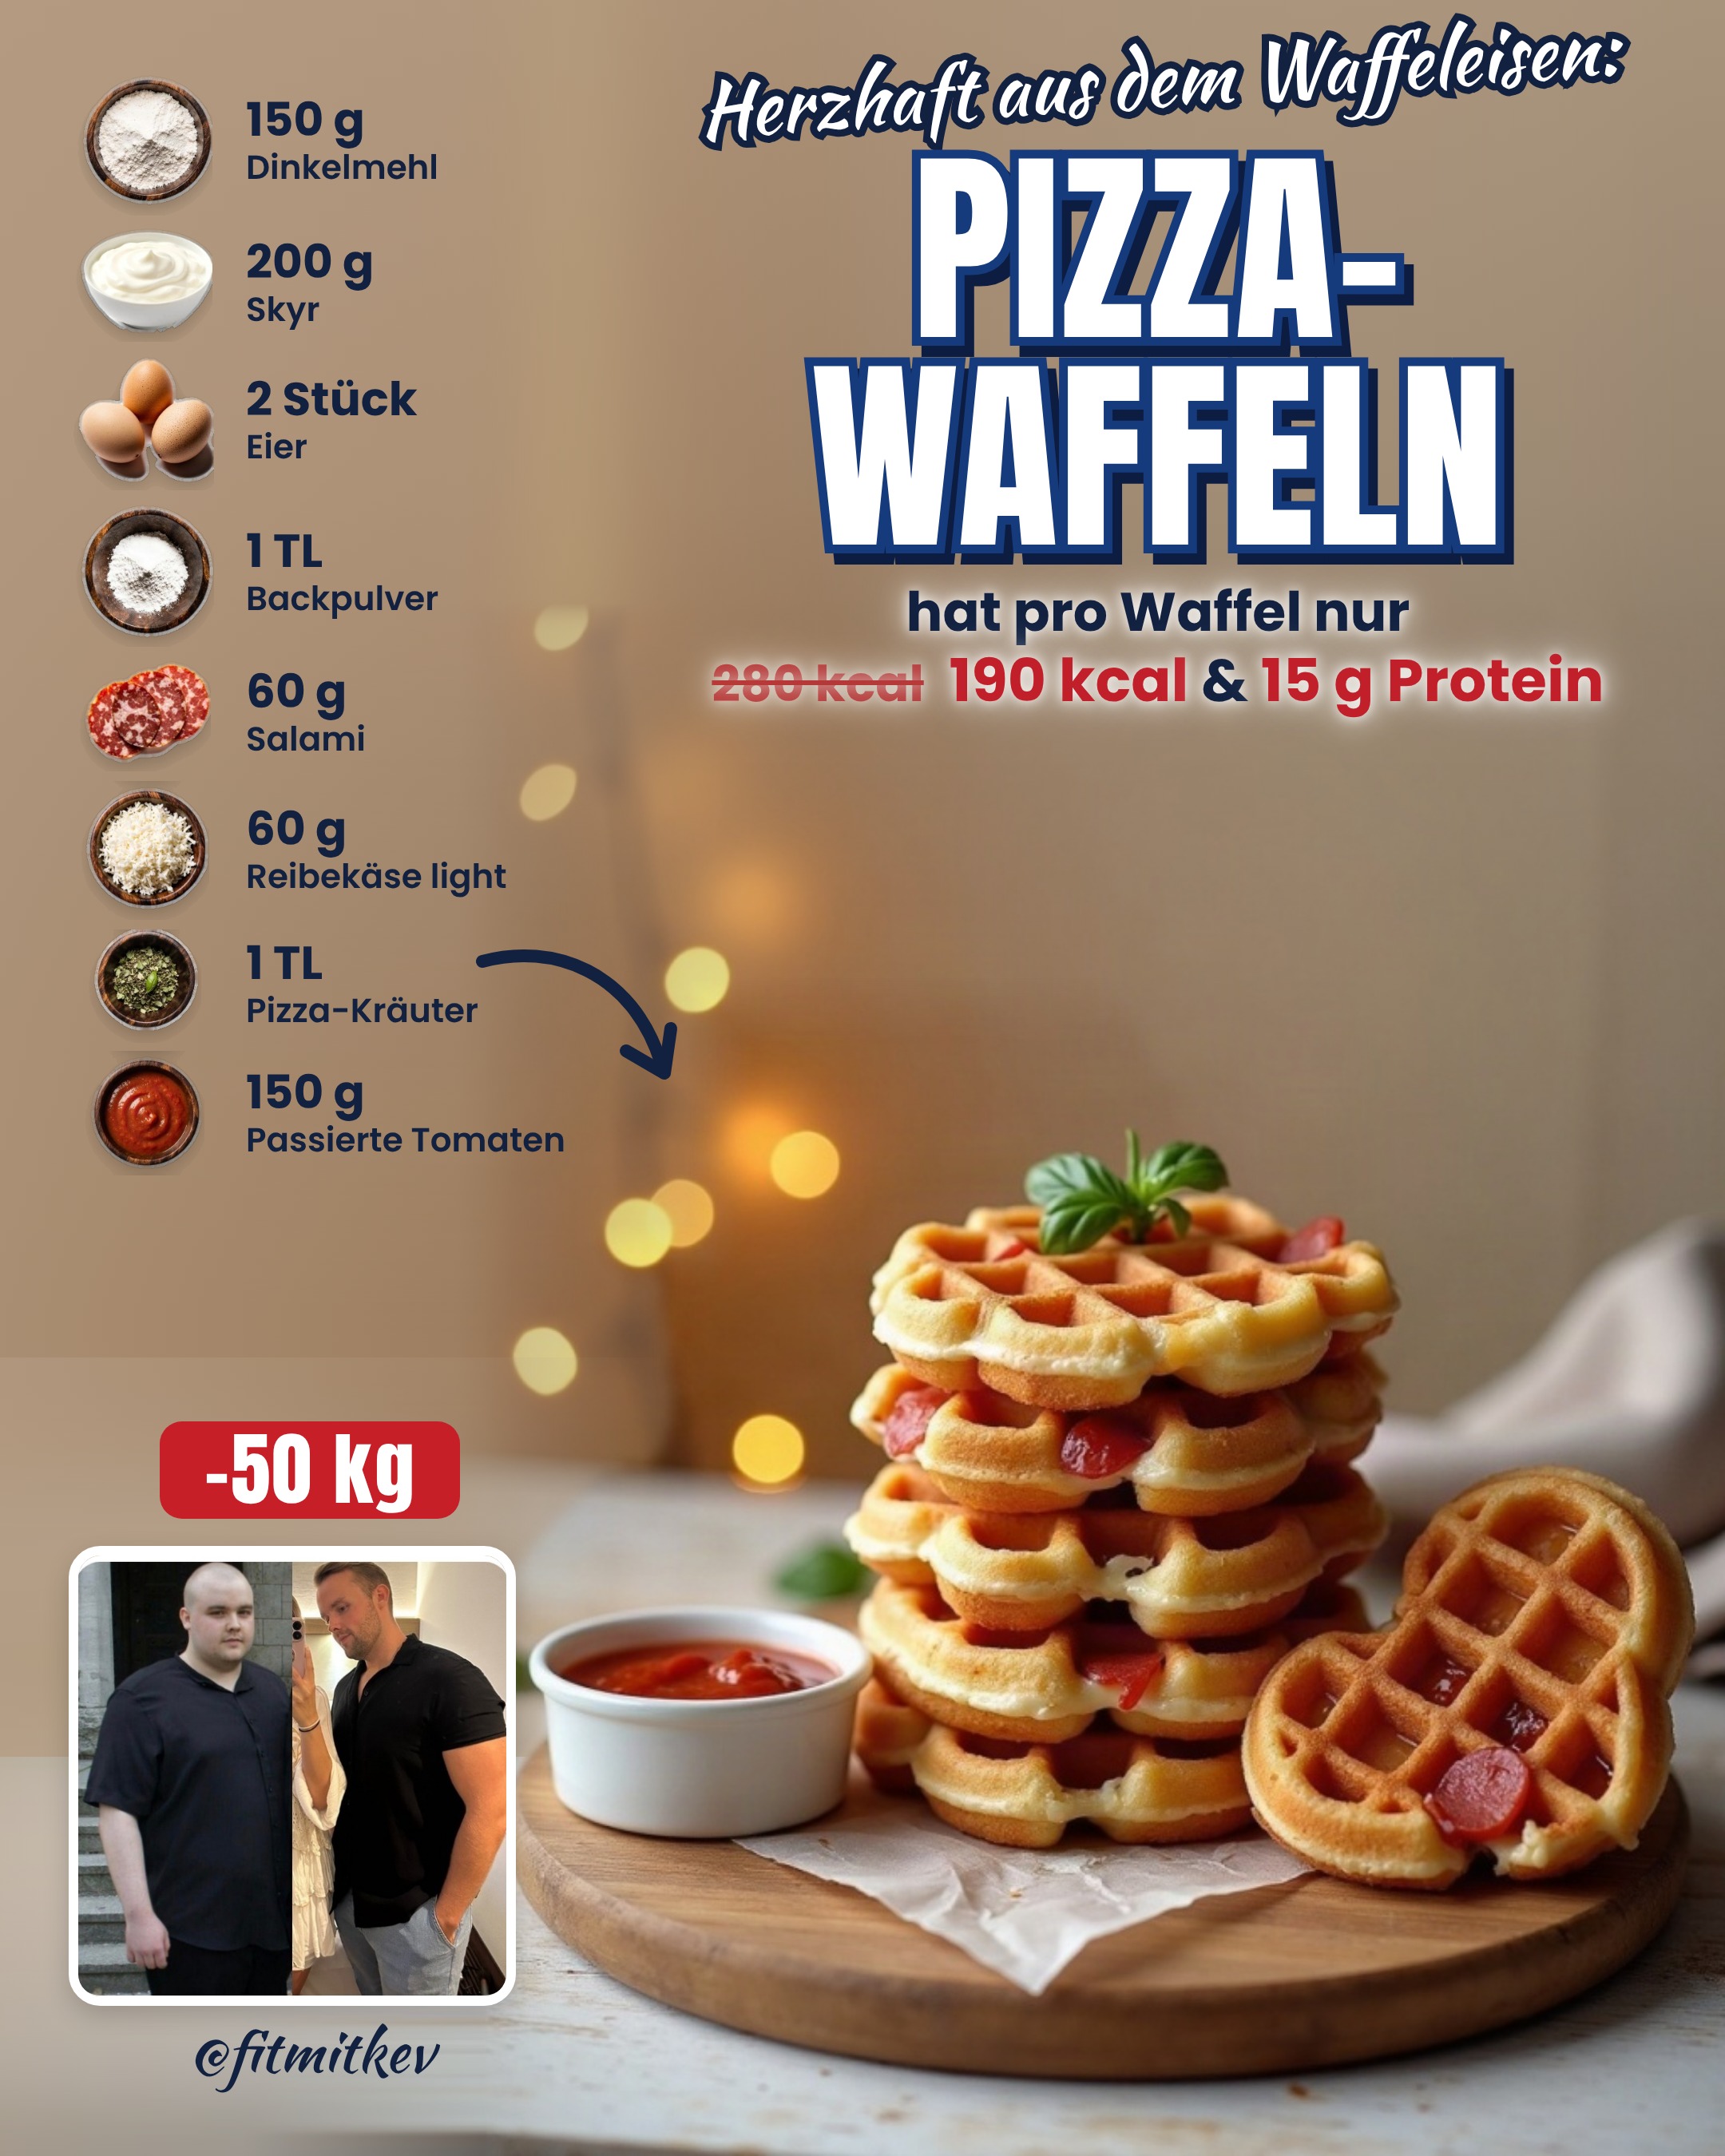 Herzhaft aus dem Waffeleisen:
PIZZA-
WAFFELN
hat pro Waffel nur
280 kcal 190 kcal & 15 g Protein
150 g
Dinkelmehl
200 g
Skyr
2 Stück
Eier
1 TL
Backpulver
60 g
Salami
60 g
Reibekäse light
1 TL
Pizza-Kräuter
150 g
Passierte Tomaten
-50 kg
@fitmitkev